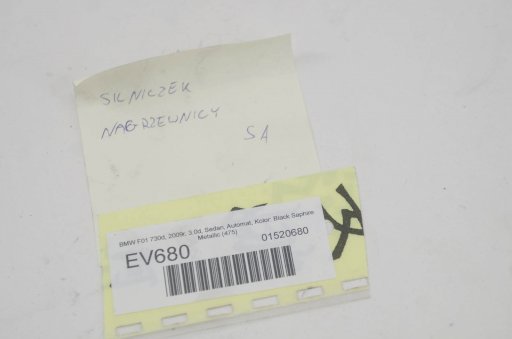 SILNICZEK
NAGRZEWNICY
SA
BMW F01 730d, 2009r, 3.0d, Sedan, Automat, Kolor: Black Saphire
Metallic (475)
EV680
01520680